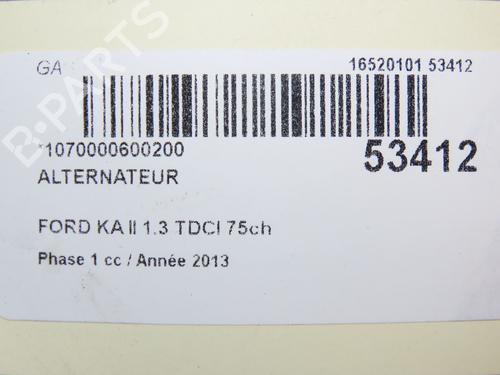 GA
16520101 53412
*1070000600200
53412
ALTERNATEUR
FORD KA II 1.3 TDCI 75ch
Phase 1 cc / Année 2013
B-PARTS